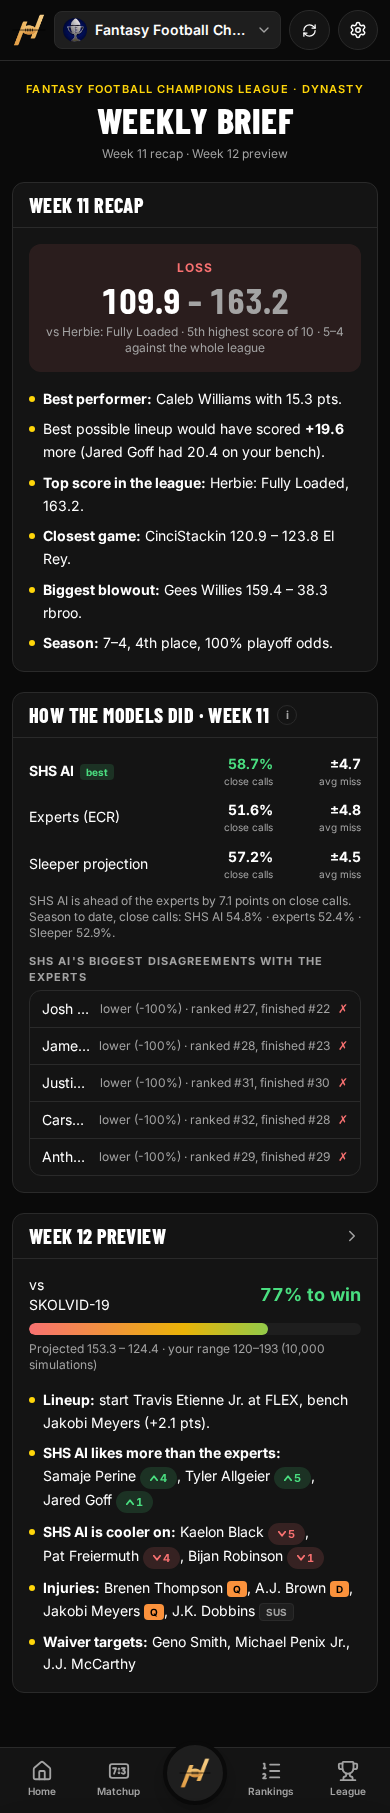 Fantasy Football Ch...
FANTASY FOOTBALL CHAMPIONS LEAGUE · DYNASTY
WEEKLY BRIEF
Week 11 recap · Week 12 preview
WEEK 11 RECAP
LOSS
109.9 – 163.2
vs Herbie: Fully Loaded · 5th highest score of 10 · 5–4
against the whole league
Best performer: Caleb Williams with 15.3 pts.
Best possible lineup would have scored +19.6
more (Jared Goff had 20.4 on your bench).
Top score in the league: Herbie: Fully Loaded,
163.2.
Closest game: CinciStackin 120.9 – 123.8 El
Rey.
Biggest blowout: Gees Willies 159.4 – 38.3
rbroo.
Season: 7–4, 4th place, 100% playoff odds.
HOW THE MODELS DID · WEEK 11 i
SHS AI best 58.7% ±4.7
close calls avg miss
Experts (ECR) 51.6% ±4.8
close calls avg miss
Sleeper projection 57.2% ±4.5
close calls avg miss
SHS AI is ahead of the experts by 7.1 points on close calls.
Season to date, close calls: SHS AI 54.8% · experts 52.4% ·
Sleeper 52.9%.
SHS AI'S BIGGEST DISAGREEMENTS WITH THE
EXPERTS
Josh ... lower (-100%) · ranked #27, finished #22 ✗
Jame... lower (-100%) · ranked #28, finished #23 ✗
Justi... lower (-100%) · ranked #31, finished #30 ✗
Cars... lower (-100%) · ranked #32, finished #28 ✗
Anth... lower (-100%) · ranked #29, finished #29 ✗
WEEK 12 PREVIEW
vs
SKOLVID-19 77% to win
Projected 153.3 – 124.4 · your range 120–193 (10,000
simulations)
Lineup: start Travis Etienne Jr. at FLEX, bench
Jakobi Meyers (+2.1 pts).
SHS AI likes more than the experts:
Samaje Perine 4, Tyler Allgeier 5,
Jared Goff 1
SHS AI is cooler on: Kaelon Black 5,
Pat Freiermuth 4, Bijan Robinson 1
Injuries: Brenen Thompson Q, A.J. Brown D,
Jakobi Meyers Q, J.K. Dobbins SUS
Waiver targets: Geno Smith, Michael Penix Jr.,
J.J. McCarthy
7:3
Home Matchup Rankings League